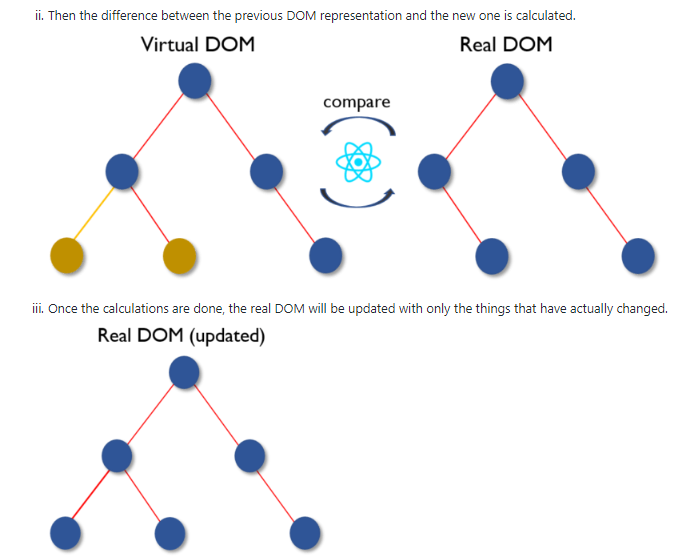 ii. Then the difference between the previous DOM representation and the new one is calculated.
Virtual DOM
Real DOM
compare
iii. Once the calculations are done, the real DOM will be updated with only the things that have actually changed.
Real DOM (updated)